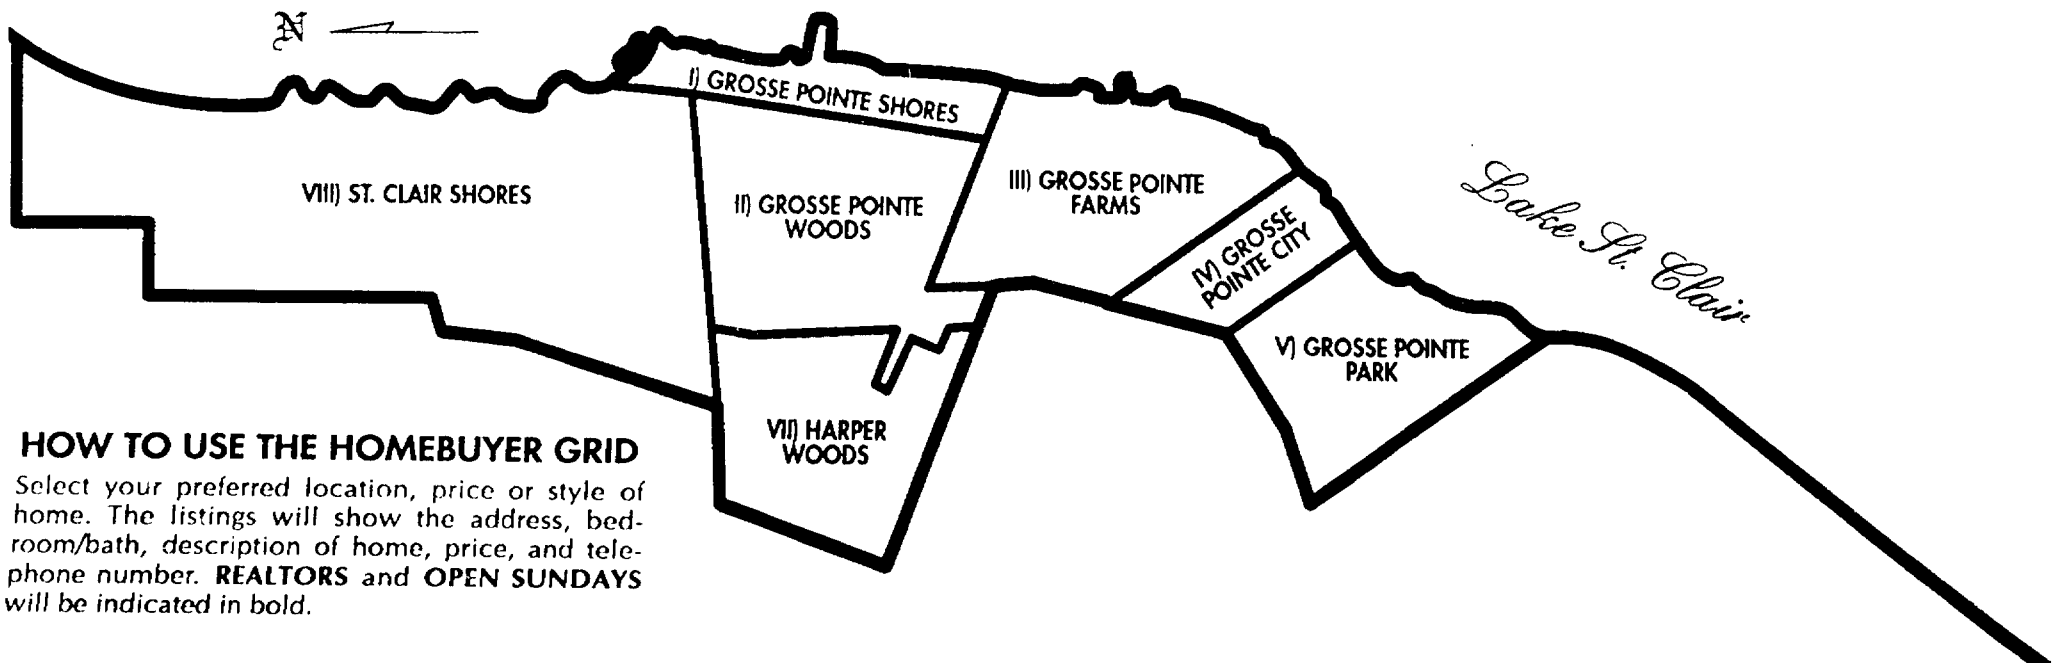 N
I) GROSSE POINTE SHORES
VIII) ST. CLAIR SHORES
II) GROSSE POINTE
WOODS
III) GROSSE POINTE
FARMS
IV) GROSSE
POINTE CITY
Lake St. Clair
V) GROSSE POINTE
PARK
VII) HARPER
WOODS
HOW TO USE THE HOMEBUYER GRID
Select your preferred location, price or style of
home. The listings will show the address, bed-
room/bath, description of home, price, and tele-
phone number. REALTORS and OPEN SUNDAYS
will be indicated in bold.